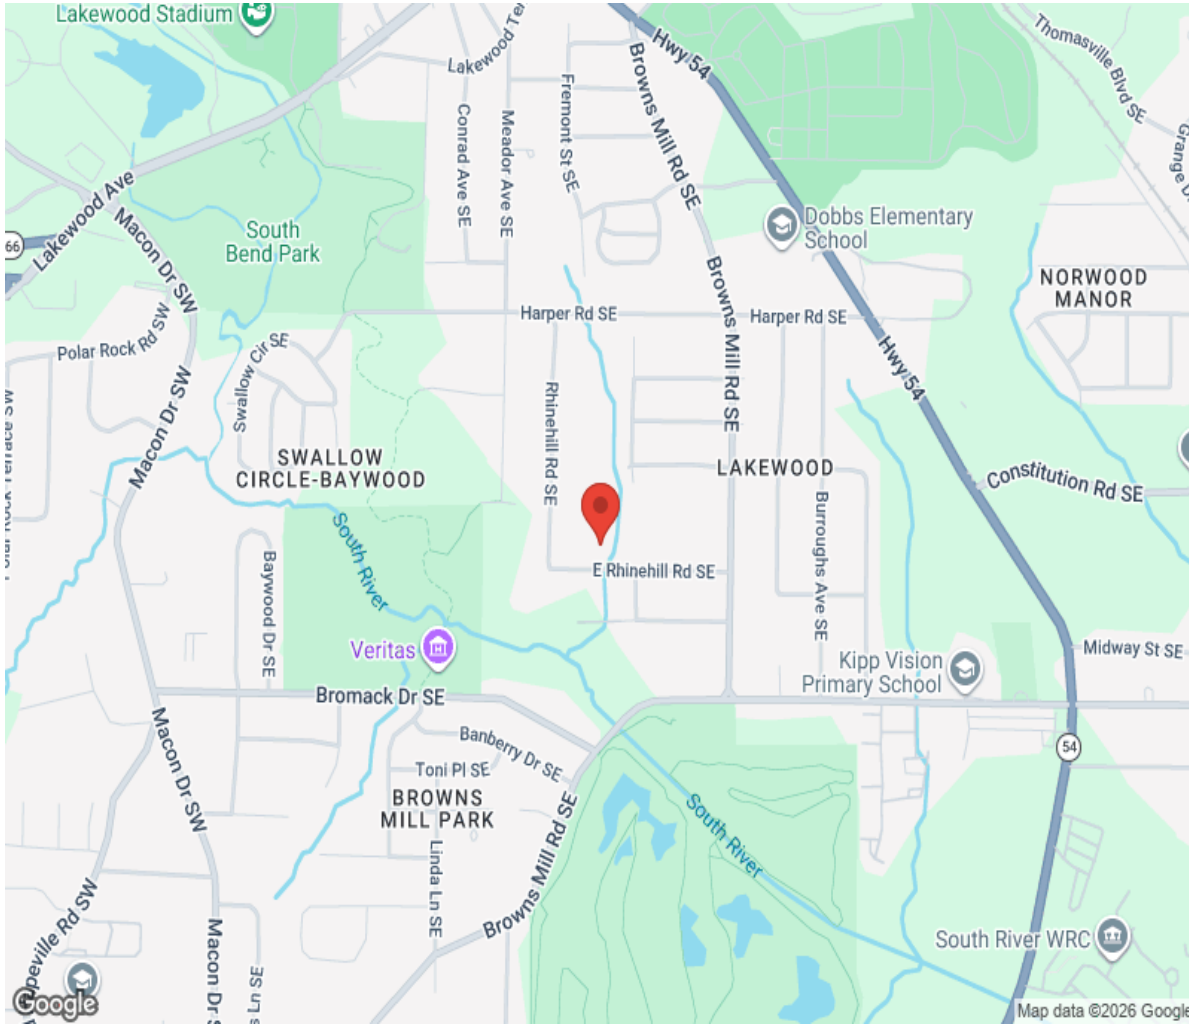 Lakewood Stadium
Lakewood Ter
Hwy 54
Thomasville Blvd SE
Fremont St SE
Browns Mill Rd SE
Conrad Ave SE
Meador Ave SE
Grange D
Lakewood Ave
Macon Dr SW
South
Bend Park
Dobbs Elementary
School
66
Browns Mill Rd SE
NORWOOD
MANOR
Harper Rd SE
Harper Rd SE
Polar Rock Rd SW
Swallow Cir SE
Hwy 54
Macon Dr SW
Rhinehill Rd SE
SWALLOW
CIRCLE-BAYWOOD
LAKEWOOD
Constitution Rd SE
Burroughs Ave SE
South River
Baywood Dr SE
E Rhinehill Rd SE
Veritas
Kipp Vision
Primary School
Midway St SE
Bromack Dr SE
Macon Dr SW
Banberry Dr SE
54
Toni Pl SE
BROWNS
MILL PARK
South River
Browns Mill Rd SE
Linda Ln SE
peville Rd SW
Macon Dr S
s Ln SE
South River WRC
Google
Map data ©2026 Google